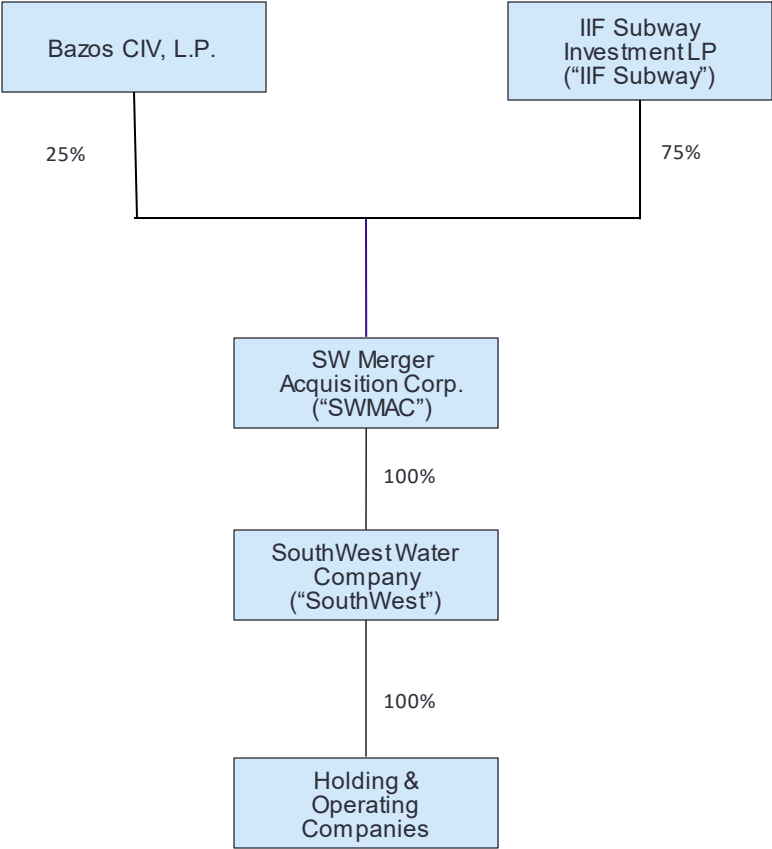 Bazos CIV, L.P.
IIF Subway
Investment LP
(“IIF Subway”)
25%
75%
SW Merger
Acquisition Corp.
(“SWMAC”)
100%
SouthWest Water
Company
(“SouthWest”)
100%
Holding &
Operating
Companies